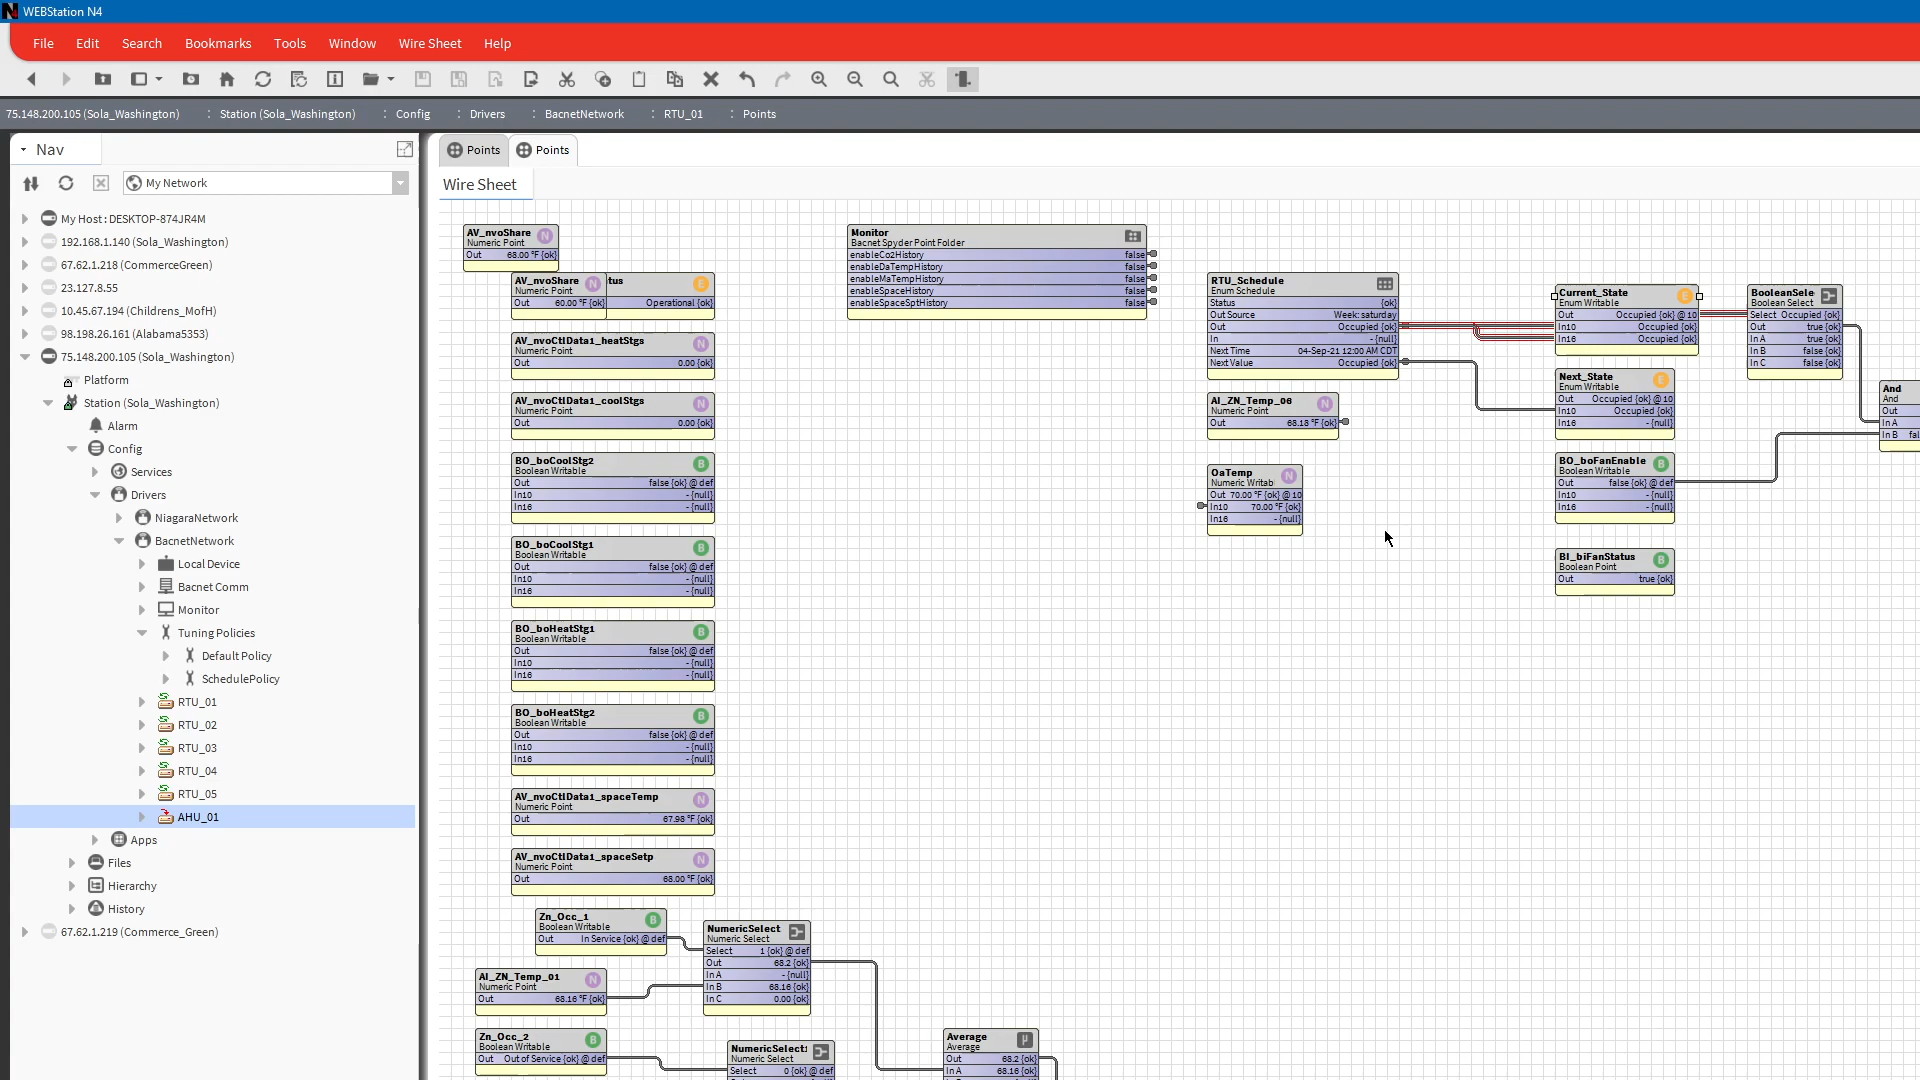 WEBStation N4
File Edit Search Bookmarks Tools Window Wire Sheet Help
75.148.200.105 (Sola_Washington) : Station (Sola_Washington) : Config : Drivers : BacnetNetwork : RTU_01 : Points
Nav
My Network
My Host : DESKTOP-874JR4M
192.168.1.140 (Sola_Washington)
67.62.1.218 (CommerceGreen)
23.127.8.55
10.45.67.194 (Childrens_MofH)
98.198.26.161 (Alabama5353)
75.148.200.105 (Sola_Washington)
Platform
Station (Sola_Washington)
Alarm
Config
Services
Drivers
NiagaraNetwork
BacnetNetwork
Local Device
Bacnet Comm
Monitor
Tuning Policies
Default Policy
SchedulePolicy
RTU_01
RTU_02
RTU_03
RTU_04
RTU_05
AHU_01
Apps
Files
Hierarchy
History
67.62.1.219 (Commerce_Green)
Points Points
Wire Sheet
AV_nvoShare N
Numeric Point
Out 68.00 °F {ok}
AV_nvoShare N tus E
Numeric Point
Out 60.00 °F {ok} Operational {ok}
AV_nvoCtlData1_heatStgs N
Numeric Point
Out 0.00 {ok}
AV_nvoCtlData1_coolStgs N
Numeric Point
Out 0.00 {ok}
BO_boCoolStg2 B
Boolean Writable
Out false {ok} @ def
In10 - {null}
In16 - {null}
BO_boCoolStg1 B
Boolean Writable
Out false {ok} @ def
In10 - {null}
In16 - {null}
BO_boHeatStg1 B
Boolean Writable
Out false {ok} @ def
In10 - {null}
In16 - {null}
BO_boHeatStg2 B
Boolean Writable
Out false {ok} @ def
In10 - {null}
In16 - {null}
AV_nvoCtlData1_spaceTemp N
Numeric Point
Out 67.98 °F {ok}
AV_nvoCtlData1_spaceSetp N
Numeric Point
Out 68.00 °F {ok}
Zn_Occ_1 B
Boolean Writable
Out In Service {ok} @ def
AI_ZN_Temp_01 N
Numeric Point
Out 68.16 °F {ok}
Zn_Occ_2 B
Boolean Writable
Out Out of Service {ok} @ def
NumericSelect
Numeric Select
Select 1 {ok} @ def
Out 68.2 {ok}
In A - {null}
In B 68.16 {ok}
In C 0.00 {ok}
NumericSelect1
Numeric Select
Select 0 {ok} @ def
Average μ
Average
Out 68.2 {ok}
In A 68.16 {ok}
Monitor
Bacnet Spyder Point Folder
enableCo2History false
enableDaTempHistory false
enableMaTempHistory false
enableSpaceHistory false
enableSpaceSptHistory false
RTU_Schedule
Enum Schedule
Status {ok}
Out Source Week: saturday
Out Occupied {ok}
In - {null}
Next Time 04-Sep-21 12:00 AM CDT
Next Value Occupied {ok}
AI_ZN_Temp_06 N
Numeric Point
Out 68.18 °F {ok}
OaTemp N
Numeric Writab
Out 70.00 °F {ok} @ 10
In10 70.00 °F {ok}
In16 - {null}
Current_State E
Enum Writable
Out Occupied {ok} @ 10
In10 Occupied {ok}
In16 Occupied {ok}
Next_State E
Enum Writable
Out Occupied {ok} @ 10
In10 Occupied {ok}
In16 - {null}
BO_boFanEnable B
Boolean Writable
Out false {ok} @ def
In10 - {null}
In16 - {null}
BI_biFanStatus B
Boolean Point
Out true {ok}
BooleanSele
Boolean Select
Select Occupied {ok}
Out true {ok}
In A true {ok}
In B false {ok}
In C false {ok}
And
And
Out
In A
In B fal